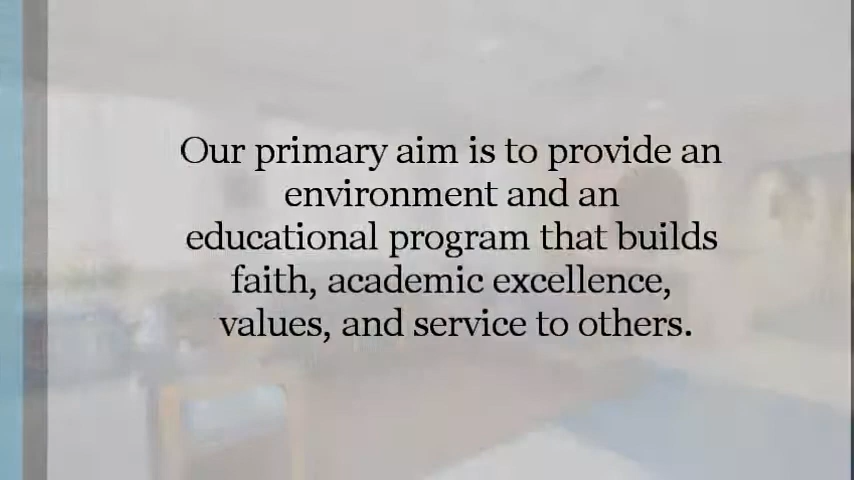 Our primary aim is to provide an
environment and an
educational program that builds
faith, academic excellence,
values, and service to others.